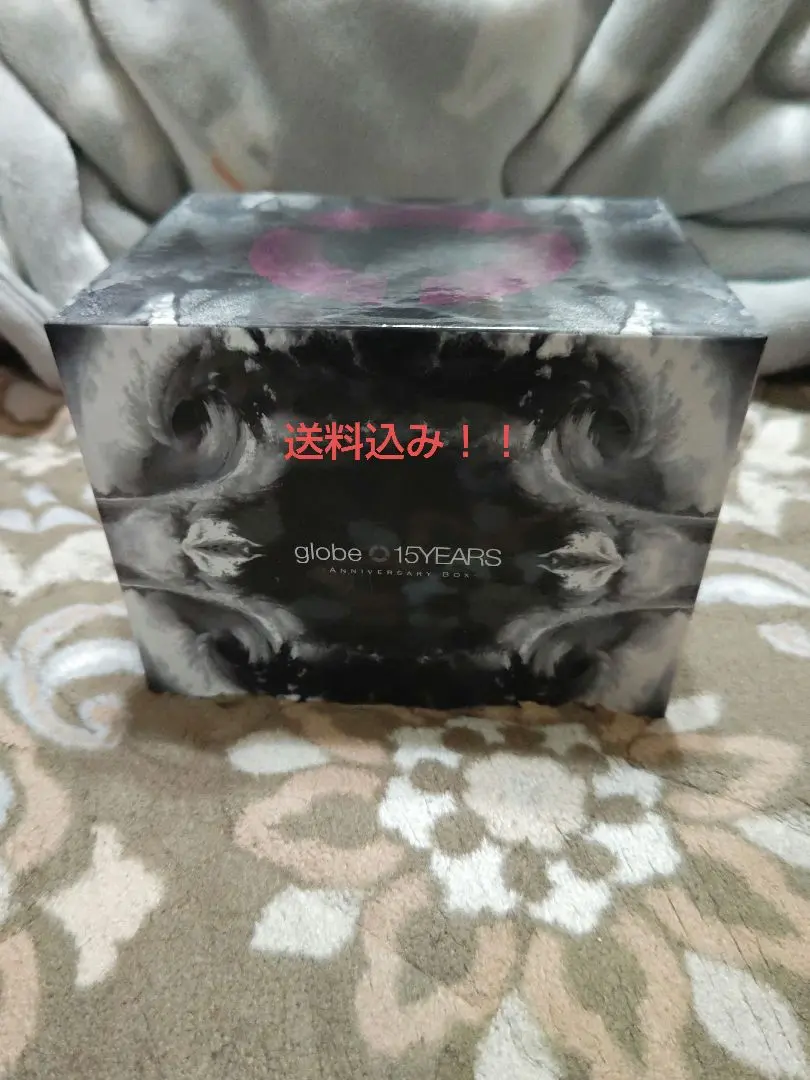 送料込み！！
globe 15YEARS
ANNIVERSARY BOX